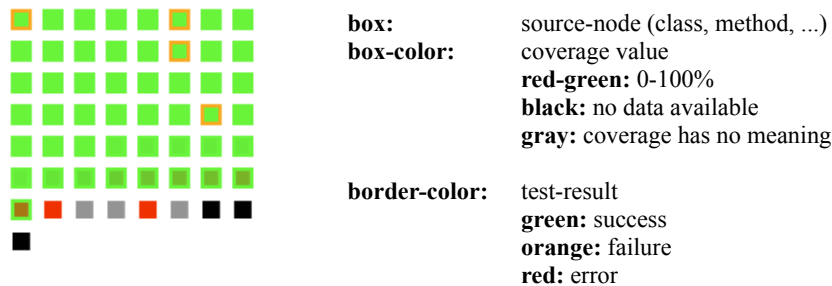 box: source-node (class, method, ...)
box-color: coverage value
red-green: 0-100%
black: no data available
gray: coverage has no meaning
border-color: test-result
green: success
orange: failure
red: error